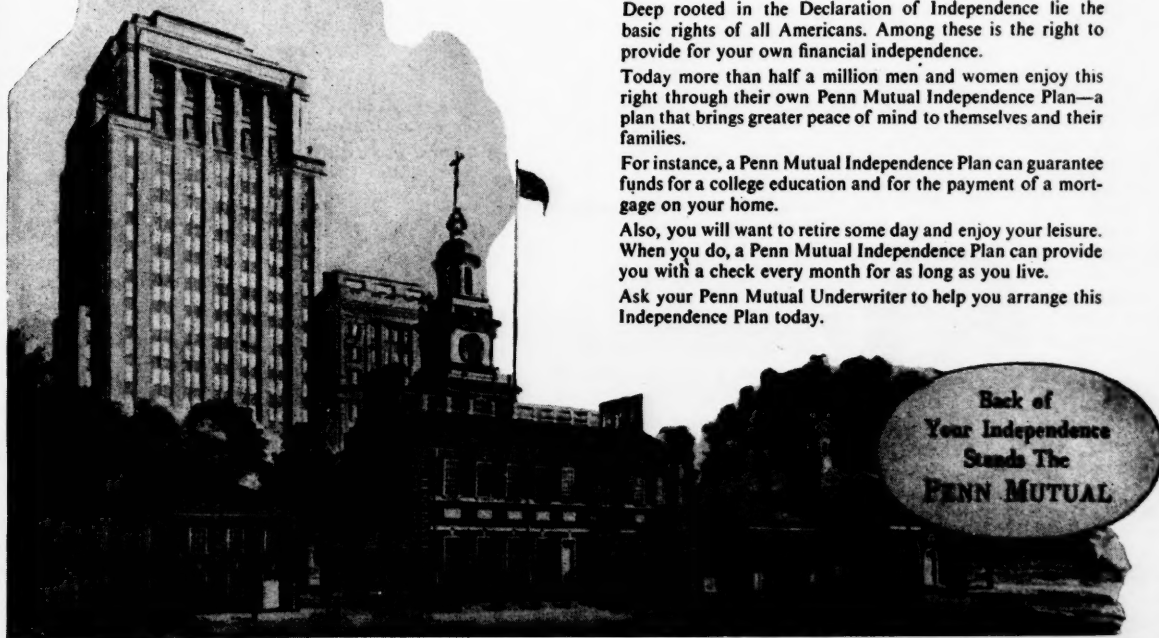 Deep rooted in the Declaration of Independence lie the
basic rights of all Americans. Among these is the right to
provide for your own financial independence.
Today more than half a million men and women enjoy this
right through their own Penn Mutual Independence Plan—a
plan that brings greater peace of mind to themselves and their
families.
For instance, a Penn Mutual Independence Plan can guarantee
funds for a college education and for the payment of a mort-
gage on your home.
Also, you will want to retire some day and enjoy your leisure.
When you do, a Penn Mutual Independence Plan can provide
you with a check every month for as long as you live.
Ask your Penn Mutual Underwriter to help you arrange this
Independence Plan today.
Back of
Your Independence
Stands The
PENN MUTUAL